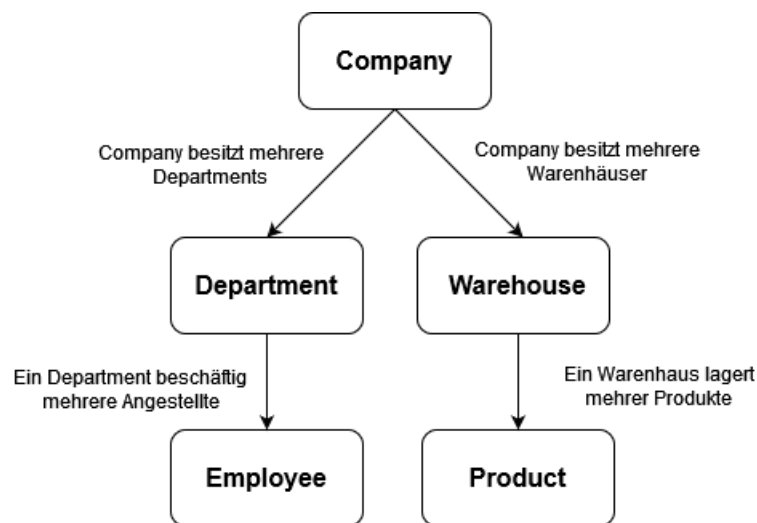 Company
Company besitzt mehrere
Departments
Company besitzt mehrere
Warenhäuser
Department
Warehouse
Ein Department beschäftig
mehrere Angestellte
Ein Warenhaus lagert
mehrer Produkte
Employee
Product